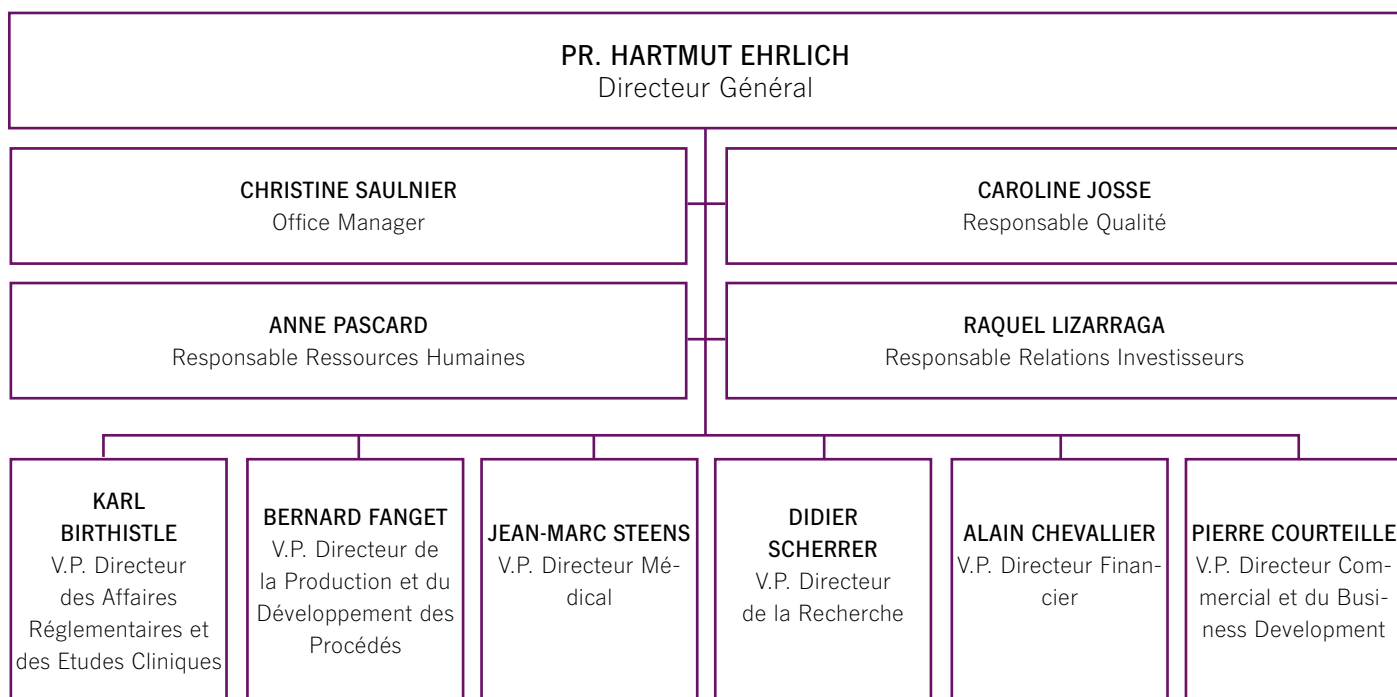 PR. HARTMUT EHRLICH
Directeur Général
CHRISTINE SAULNIER
Office Manager
CAROLINE JOSSE
Responsable Qualité
ANNE PASCARD
Responsable Ressources Humaines
RAQUEL LIZARRAGA
Responsable Relations Investisseurs
KARL
BIRTHISTLE
V.P. Directeur
des Affaires
Réglementaires et
des Etudes Cliniques
BERNARD FANGET
V.P. Directeur de
la Production et du
Développement des
Procédés
JEAN-MARC STEENS
V.P. Directeur Mé-
dical
DIDIER
SCHERRER
V.P. Directeur
de la Recherche
ALAIN CHEVALLIER
V.P. Directeur Finan-
cier
PIERRE COURTEILLE
V.P. Directeur Com-
mercial et du Busi-
ness Development